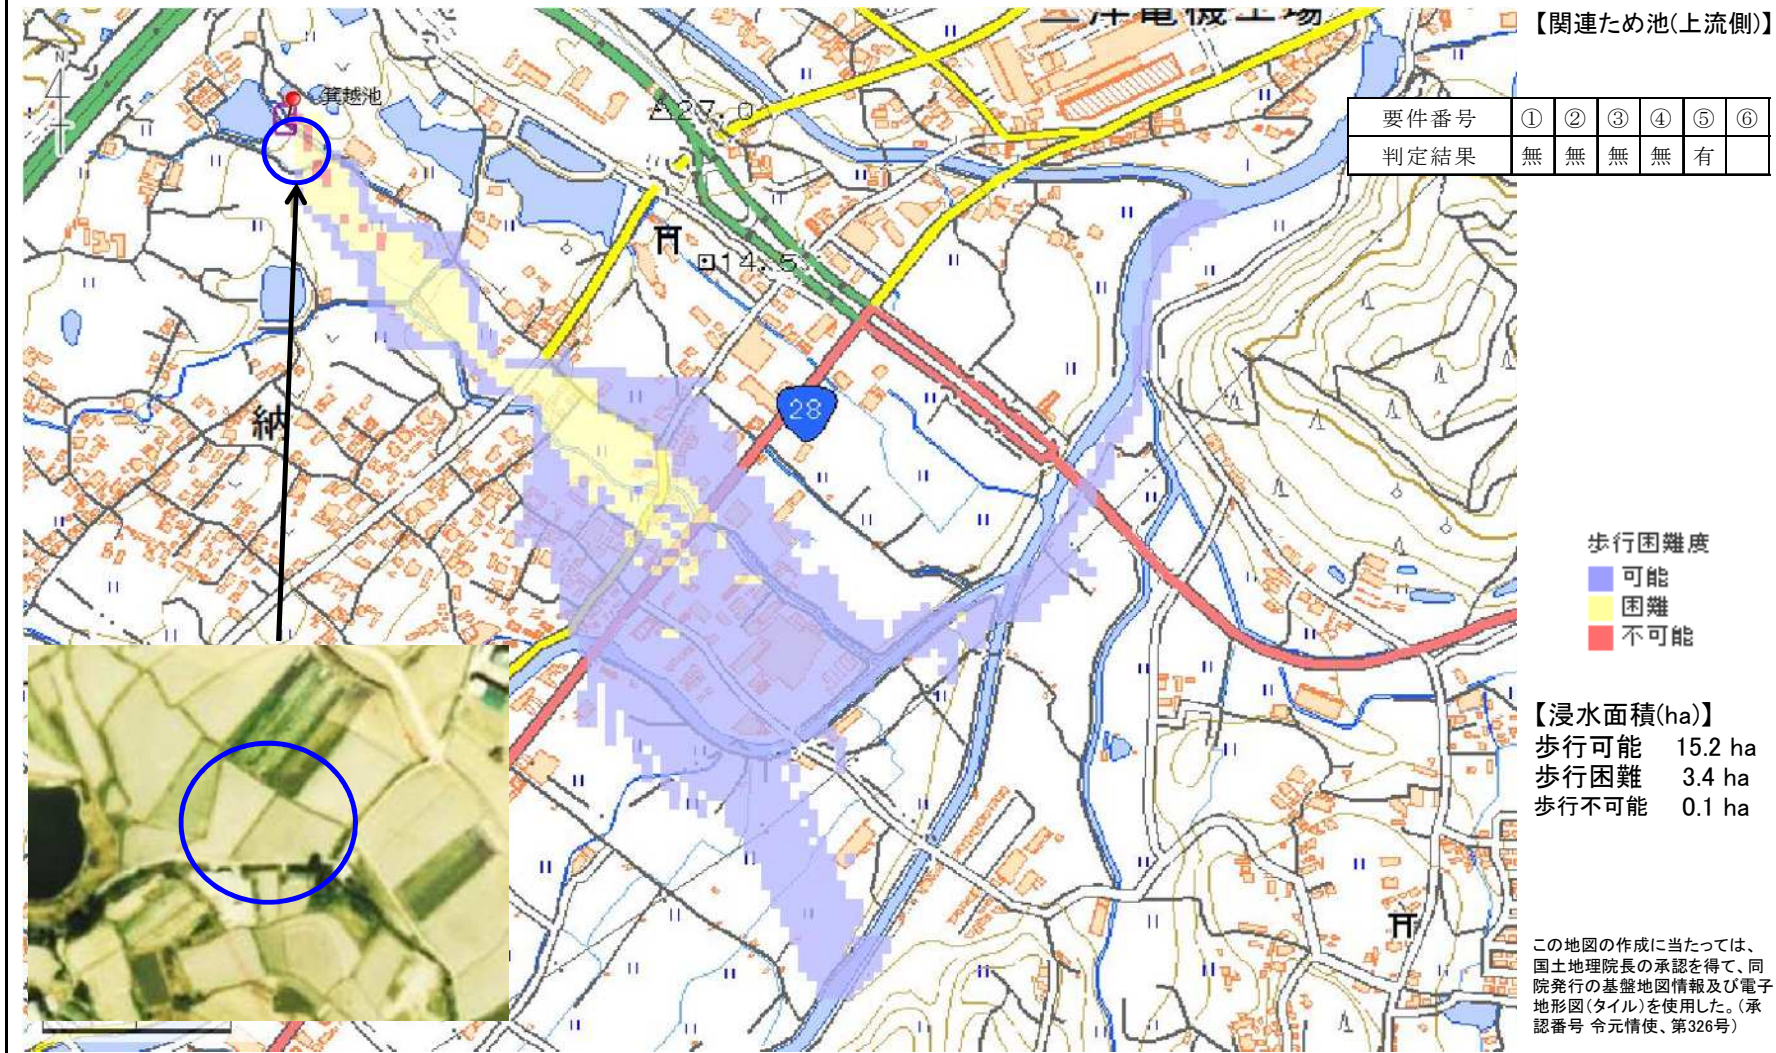 【関連ため池(上流側)】
要件番号 ① ② ③ ④ ⑤ ⑥
判定結果 無 無 無 無 有
N
箕越池
27.0
14.5
28
納
歩行困難度
可能
困難
不可能
【浸水面積(ha)】
歩行可能 15.2 ha
歩行困難 3.4 ha
歩行不可能 0.1 ha
この地図の作成に当たっては、
国土地理院長の承認を得て、同
院発行の基盤地図情報及び電子
地形図(タイル)を使用した。(承
認番号 令元情使、第326号)